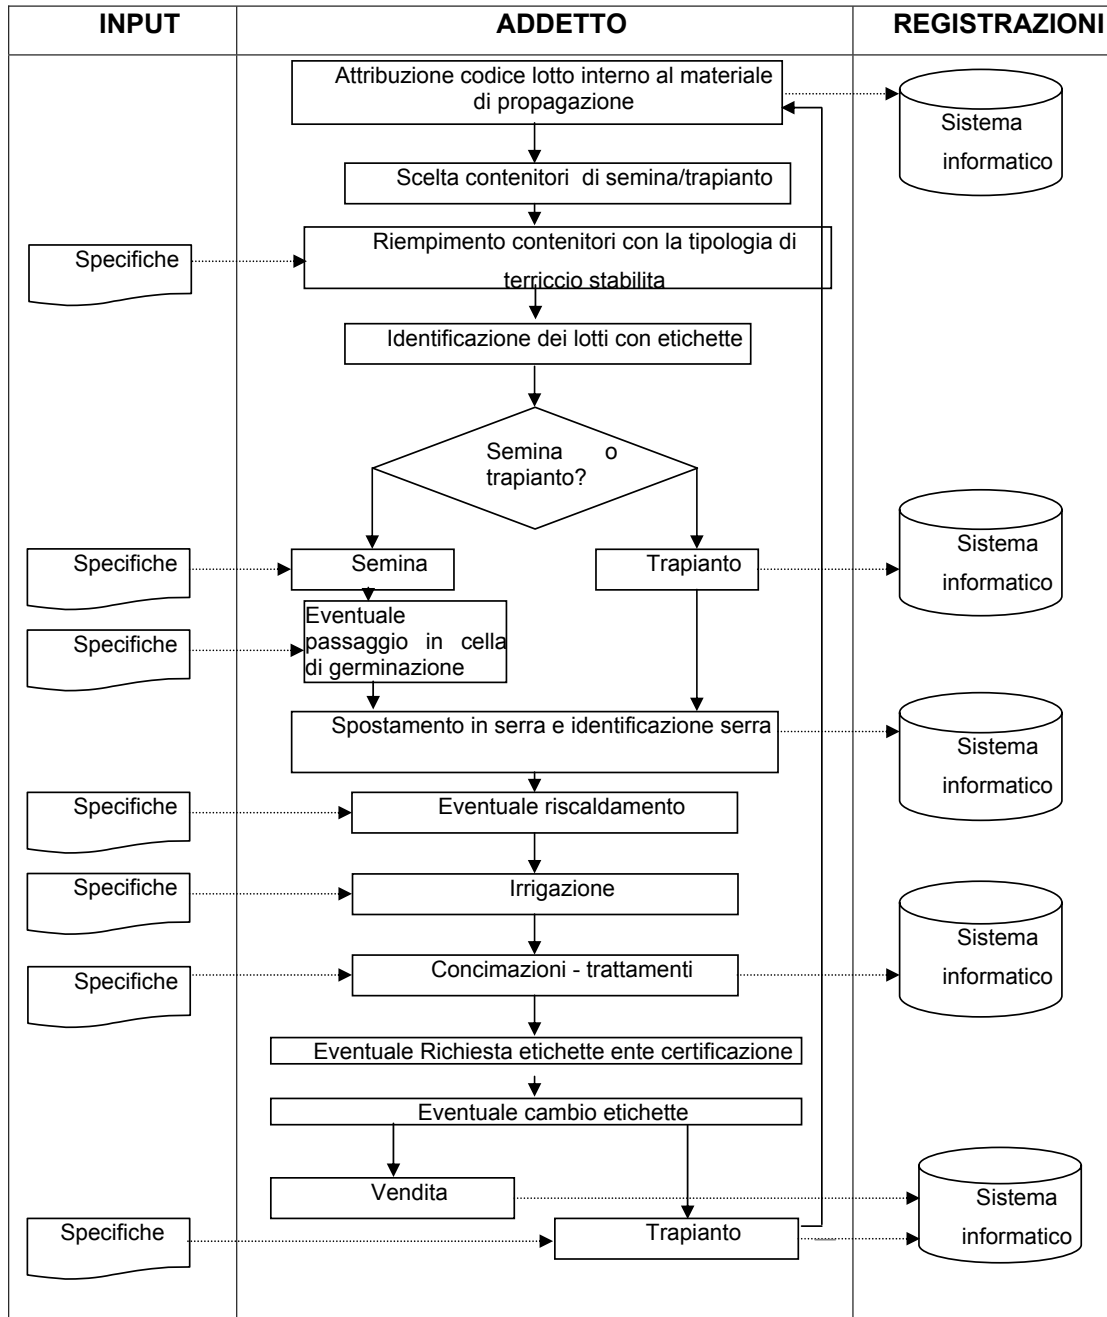 INPUT
ADDETTO
REGISTRAZIONI
Attribuzione codice lotto interno al materiale
di propagazione
Sistema
informatico
Scelta contenitori di semina/trapianto
Riempimento contenitori con la tipologia di
terriccio stabilita
Specifiche
Identificazione dei lotti con etichette
Semina o
trapianto?
Specifiche
Semina
Trapianto
Sistema
informatico
Specifiche
Eventuale
passaggio in cella
di germinazione
Spostamento in serra e identificazione serra
Sistema
informatico
Specifiche
Eventuale riscaldamento
Specifiche
Irrigazione
Sistema
informatico
Specifiche
Concimazioni - trattamenti
Eventuale Richiesta etichette ente certificazione
Eventuale cambio etichette
Vendita
Sistema
informatico
Specifiche
Trapianto